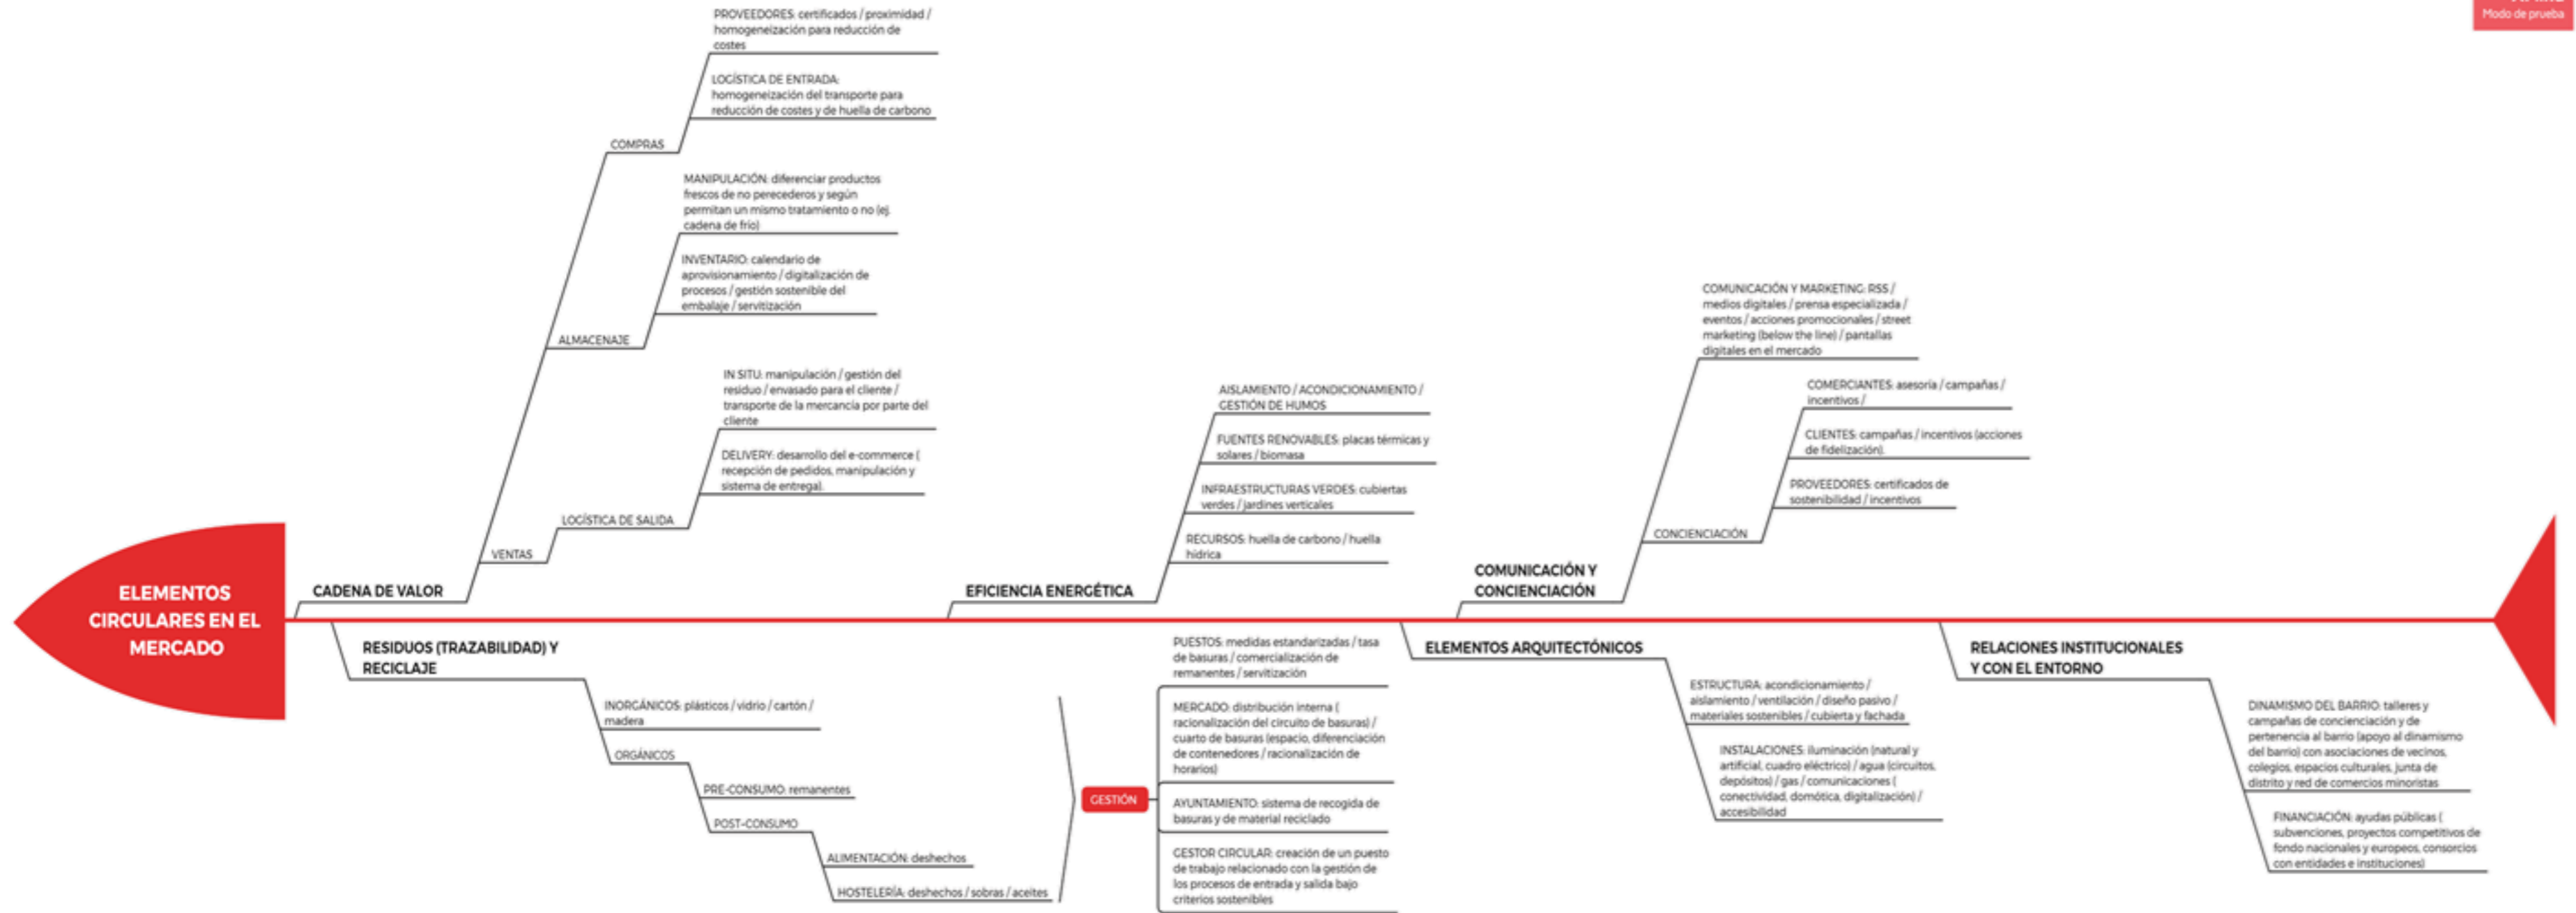 Modo de prueba
PROVEEDORES: certificados / proximidad /
homogeneización para reducción de
costes
LOGÍSTICA DE ENTRADA:
homogeneización del transporte para
reducción de costes y de huella de carbono
COMPRAS
MANIPULACIÓN: diferenciar productos
frescos de no perecederos y según
permitan un mismo tratamiento o no (ej.
cadena de frío)
INVENTARIO: calendario de
aprovisionamiento / digitalización de
procesos / gestión sostenible del
embalaje / servitización
ALMACENAJE
IN SITU: manipulación / gestión del
residuo / envasado para el cliente /
transporte de la mercancía por parte del
cliente
DELIVERY: desarrollo del e-commerce (
recepción de pedidos, manipulación y
sistema de entrega).
LOGÍSTICA DE SALIDA
VENTAS
CADENA DE VALOR
AISLAMIENTO / ACONDICIONAMIENTO /
GESTIÓN DE HUMOS
FUENTES RENOVABLES: placas térmicas y
solares / biomasa
INFRAESTRUCTURAS VERDES: cubiertas
verdes / jardines verticales
RECURSOS: huella de carbono / huella
hídrica
EFICIENCIA ENERGÉTICA
COMUNICACIÓN Y MARKETING: RSS /
medios digitales / prensa especializada /
eventos / acciones promocionales / street
marketing (below the line) / pantallas
digitales en el mercado
COMERCIANTES: asesoría / campañas /
incentivos /
CLIENTES: campañas / incentivos (acciones
de fidelización).
PROVEEDORES: certificados de
sostenibilidad / incentivos
CONCIENCIACIÓN
COMUNICACIÓN Y
CONCIENCIACIÓN
ELEMENTOS
CIRCULARES EN EL
MERCADO
RESIDUOS (TRAZABILIDAD) Y
RECICLAJE
INORGÁNICOS: plásticos / vidrio / cartón /
madera
ORGÁNICOS
PRE-CONSUMO: remanentes
POST-CONSUMO
ALIMENTACIÓN: deshechos
HOSTELERÍA: deshechos / sobras / aceites
GESTIÓN
PUESTOS: medidas estandarizadas / tasa
de basuras / comercialización de
remanentes / servitización
MERCADO: distribución interna (
racionalización del circuito de basuras) /
cuarto de basuras (espacio, diferenciación
de contenedores / racionalización de
horarios)
AYUNTAMIENTO: sistema de recogida de
basuras y de material reciclado
GESTOR CIRCULAR: creación de un puesto
de trabajo relacionado con la gestión de
los procesos de entrada y salida bajo
criterios sostenibles
ELEMENTOS ARQUITECTÓNICOS
ESTRUCTURA: acondicionamiento /
aislamiento / ventilación / diseño pasivo /
materiales sostenibles / cubierta y fachada
INSTALACIONES: iluminación (natural y
artificial, cuadro eléctrico) / agua (circuitos,
depósitos) / gas / comunicaciones (
conectividad, domótica, digitalización) /
accesibilidad
RELACIONES INSTITUCIONALES
Y CON EL ENTORNO
DINAMISMO DEL BARRIO: talleres y
campañas de concienciación y de
pertenencia al barrio (apoyo al dinamismo
del barrio) con asociaciones de vecinos,
colegios, espacios culturales, junta de
distrito y red de comercios minoristas
FINANCIACIÓN: ayudas públicas (
subvenciones, proyectos competitivos de
fondo nacionales y europeos, consorcios
con entidades e instituciones)